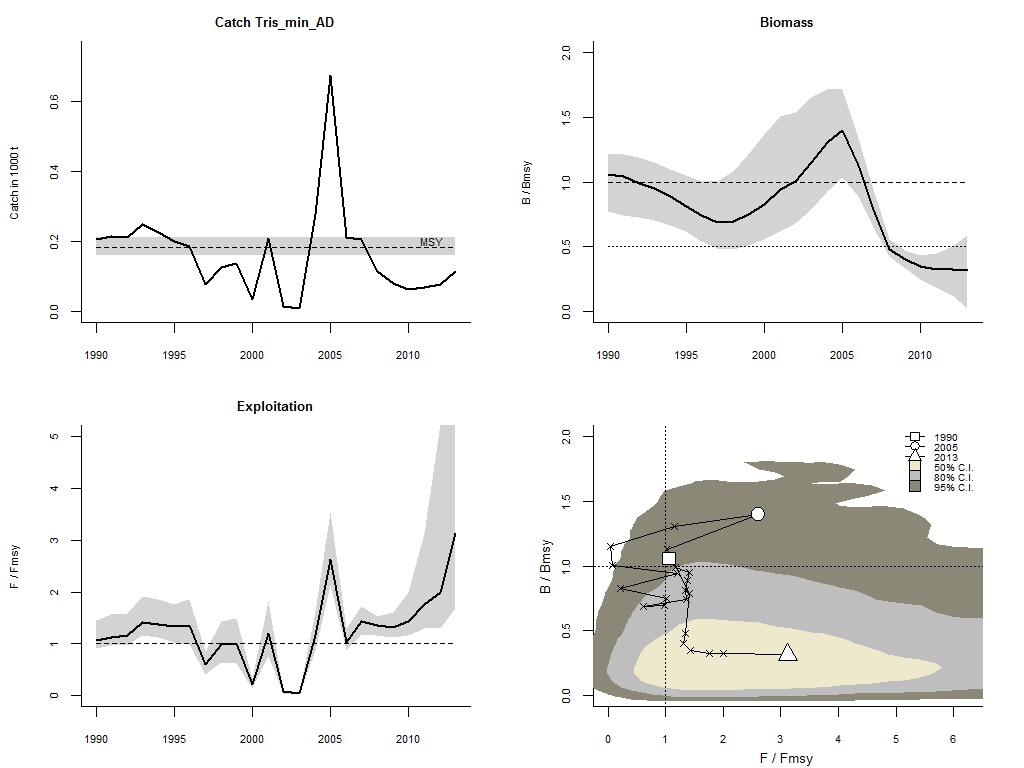 Catch Tris_min_AD
Catch in 1000 t
0.6
0.4
0.2
0.0
MSY
1990 1995 2000 2005 2010
Biomass
B / Bmsy
2.0
1.5
1.0
0.5
0.0
1990 1995 2000 2005 2010
Exploitation
F / Fmsy
5
4
3
2
1
0
1990 1995 2000 2005 2010
B / Bmsy
2.0
1.5
1.0
0.5
0.0
1990
2005
2013
50% C.I.
80% C.I.
95% C.I.
0 1 2 3 4 5 6
F / Fmsy